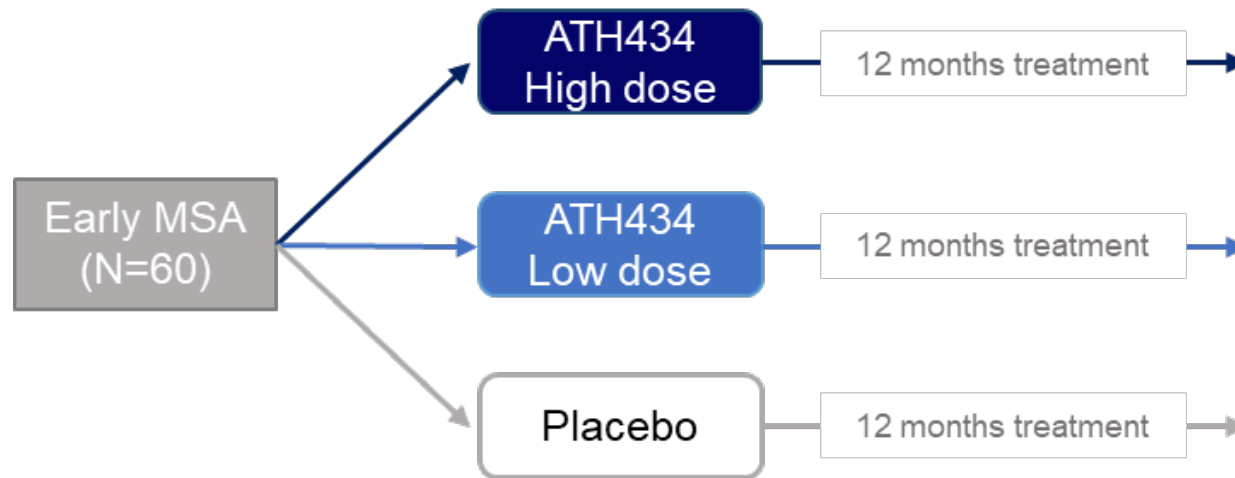 ATH434
High dose
12 months treatment
Early MSA
(N=60)
ATH434
Low dose
12 months treatment
Placebo
12 months treatment